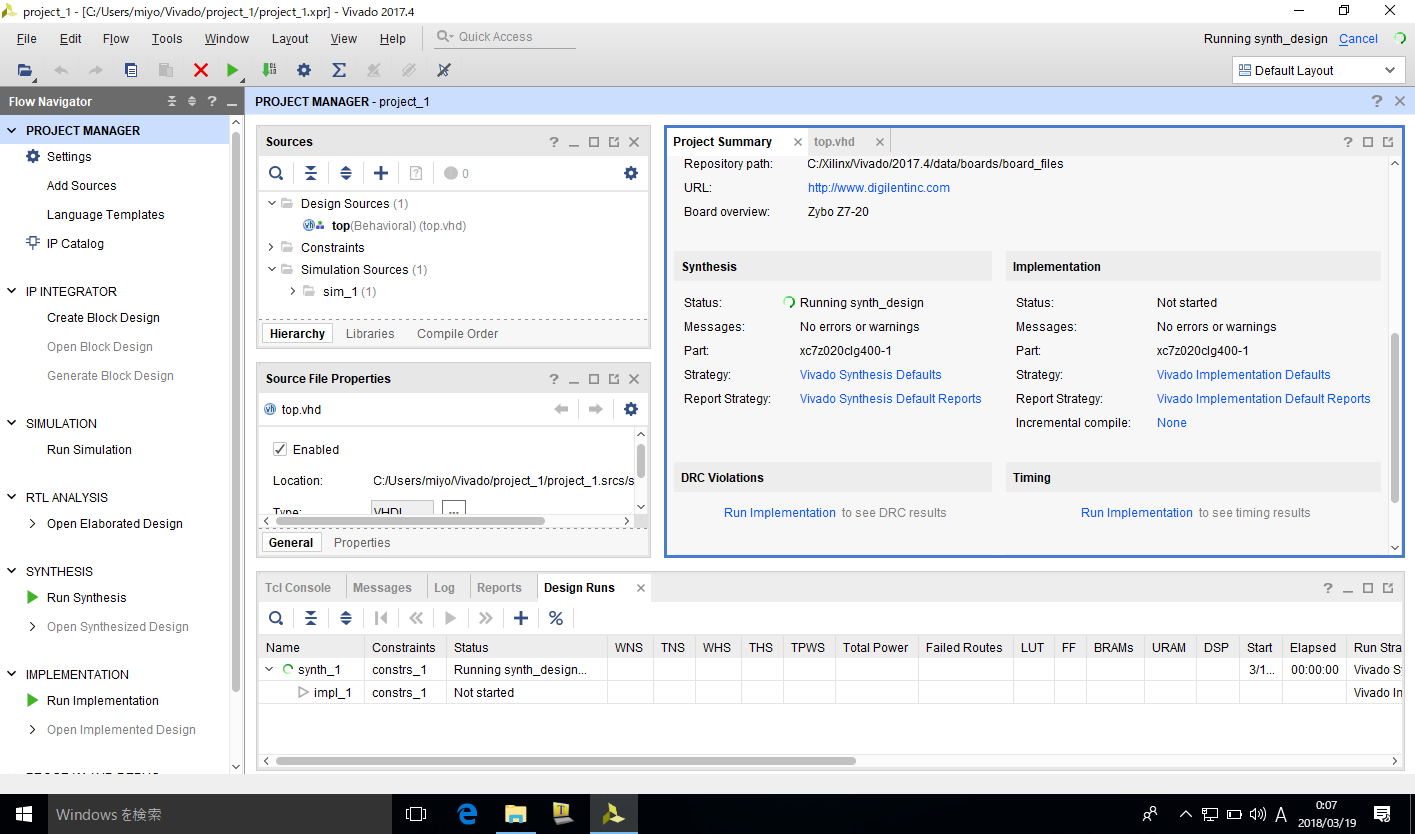 project_1 - [C:/Users/miyo/Vivado/project_1/project_1.xpr] - Vivado 2017.4
File Edit Flow Tools Window Layout View Help Quick Access
Running synth_design Cancel
Default Layout
Flow Navigator
PROJECT MANAGER
Settings
Add Sources
Language Templates
IP Catalog
IP INTEGRATOR
Create Block Design
Open Block Design
Generate Block Design
SIMULATION
Run Simulation
RTL ANALYSIS
Open Elaborated Design
SYNTHESIS
Run Synthesis
Open Synthesized Design
IMPLEMENTATION
Run Implementation
Open Implemented Design
PROJECT MANAGER - project_1
Sources
0
Design Sources (1)
top(Behavioral) (top.vhd)
Constraints
Simulation Sources (1)
sim_1 (1)
Hierarchy Libraries Compile Order
Source File Properties
top.vhd
Enabled
Location: C:/Users/miyo/Vivado/project_1/project_1.srcs/s
Type: VHDL ...
General Properties
Project Summary top.vhd
Repository path: C:/Xilinx/Vivado/2017.4/data/boards/board_files
URL: http://www.digilentinc.com
Board overview: Zybo Z7-20
Synthesis
Status: Running synth_design
Messages: No errors or warnings
Part: xc7z020clg400-1
Strategy: Vivado Synthesis Defaults
Report Strategy: Vivado Synthesis Default Reports
Implementation
Status: Not started
Messages: No errors or warnings
Part: xc7z020clg400-1
Strategy: Vivado Implementation Defaults
Report Strategy: Vivado Implementation Default Reports
Incremental compile: None
DRC Violations
Run Implementation to see DRC results
Timing
Run Implementation to see timing results
Tcl Console Messages Log Reports Design Runs
Name Constraints Status WNS TNS WHS THS TPWS Total Power Failed Routes LUT FF BRAMs URAM DSP Start Elapsed Run Stra
synth_1 constrs_1 Running synth_design... 3/1... 00:00:00 Vivado S
impl_1 constrs_1 Not started Vivado In
Windows を検索
A
0:07
2018/03/19